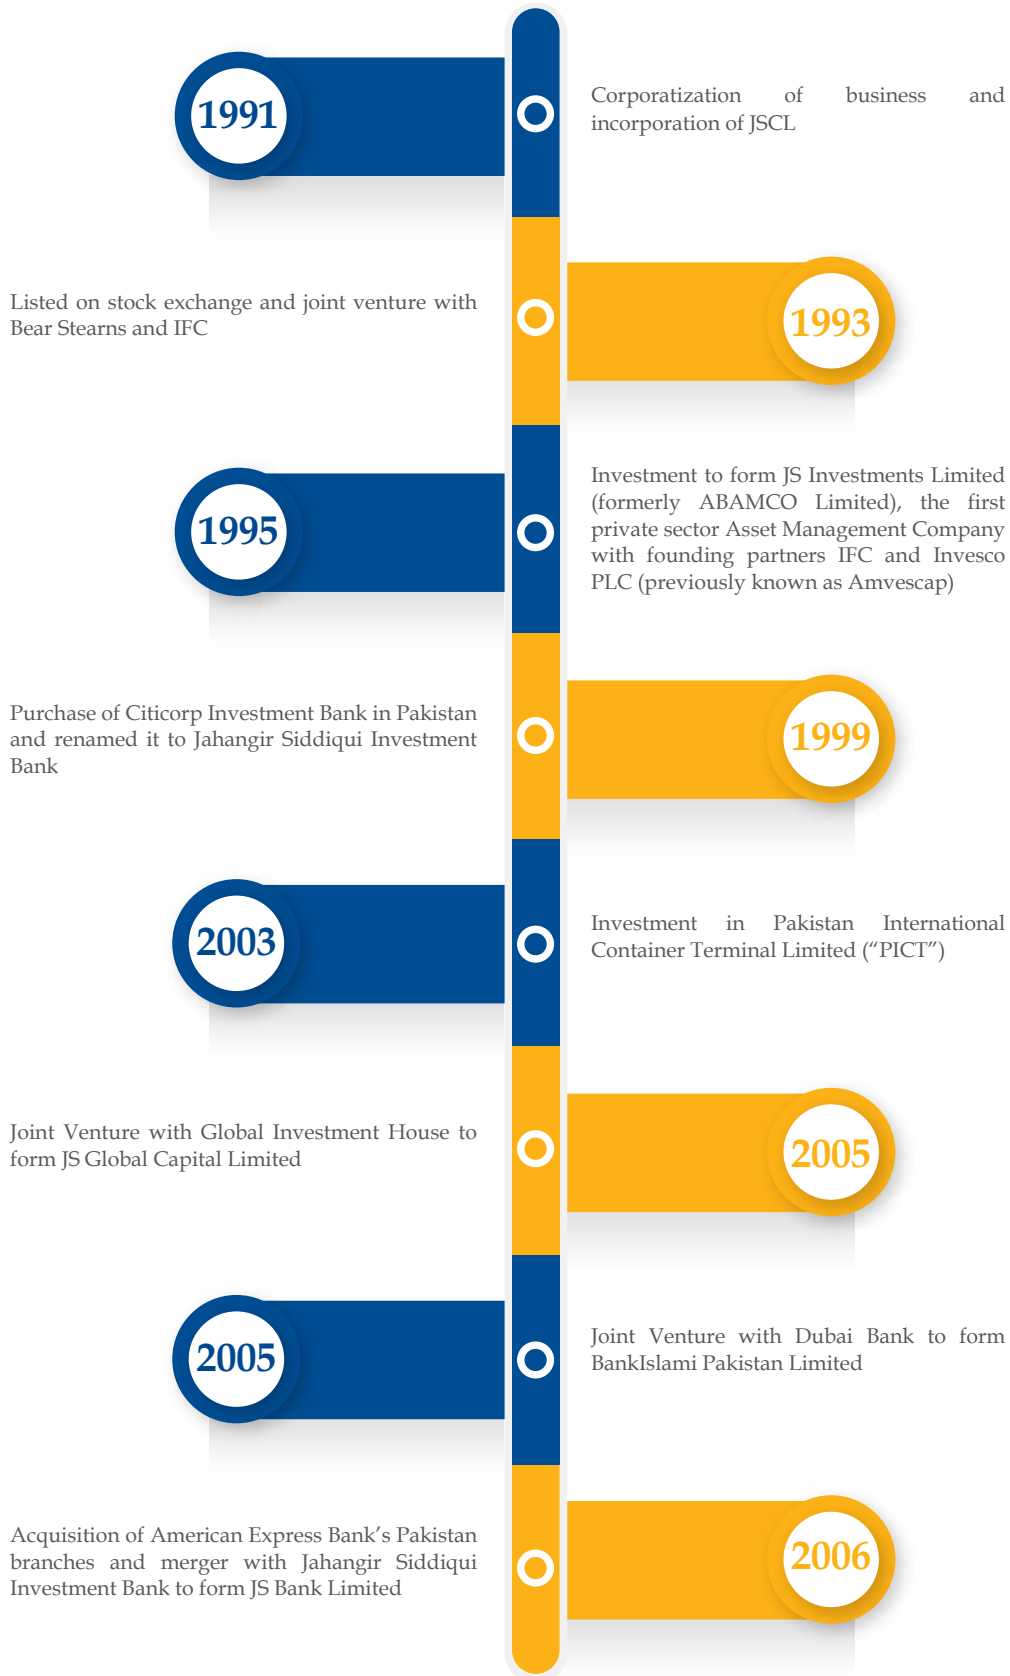 1991
Corporatization of business and
incorporation of JSCL
Listed on stock exchange and joint venture with
Bear Stearns and IFC
1993
1995
Investment to form JS Investments Limited
(formerly ABAMCO Limited), the first
private sector Asset Management Company
with founding partners IFC and Invesco
PLC (previously known as Amvescap)
Purchase of Citicorp Investment Bank in Pakistan
and renamed it to Jahangir Siddiqui Investment
Bank
1999
2003
Investment in Pakistan International
Container Terminal Limited (“PICT”)
Joint Venture with Global Investment House to
form JS Global Capital Limited
2005
2005
Joint Venture with Dubai Bank to form
BankIslami Pakistan Limited
Acquisition of American Express Bank’s Pakistan
branches and merger with Jahangir Siddiqui
Investment Bank to form JS Bank Limited
2006